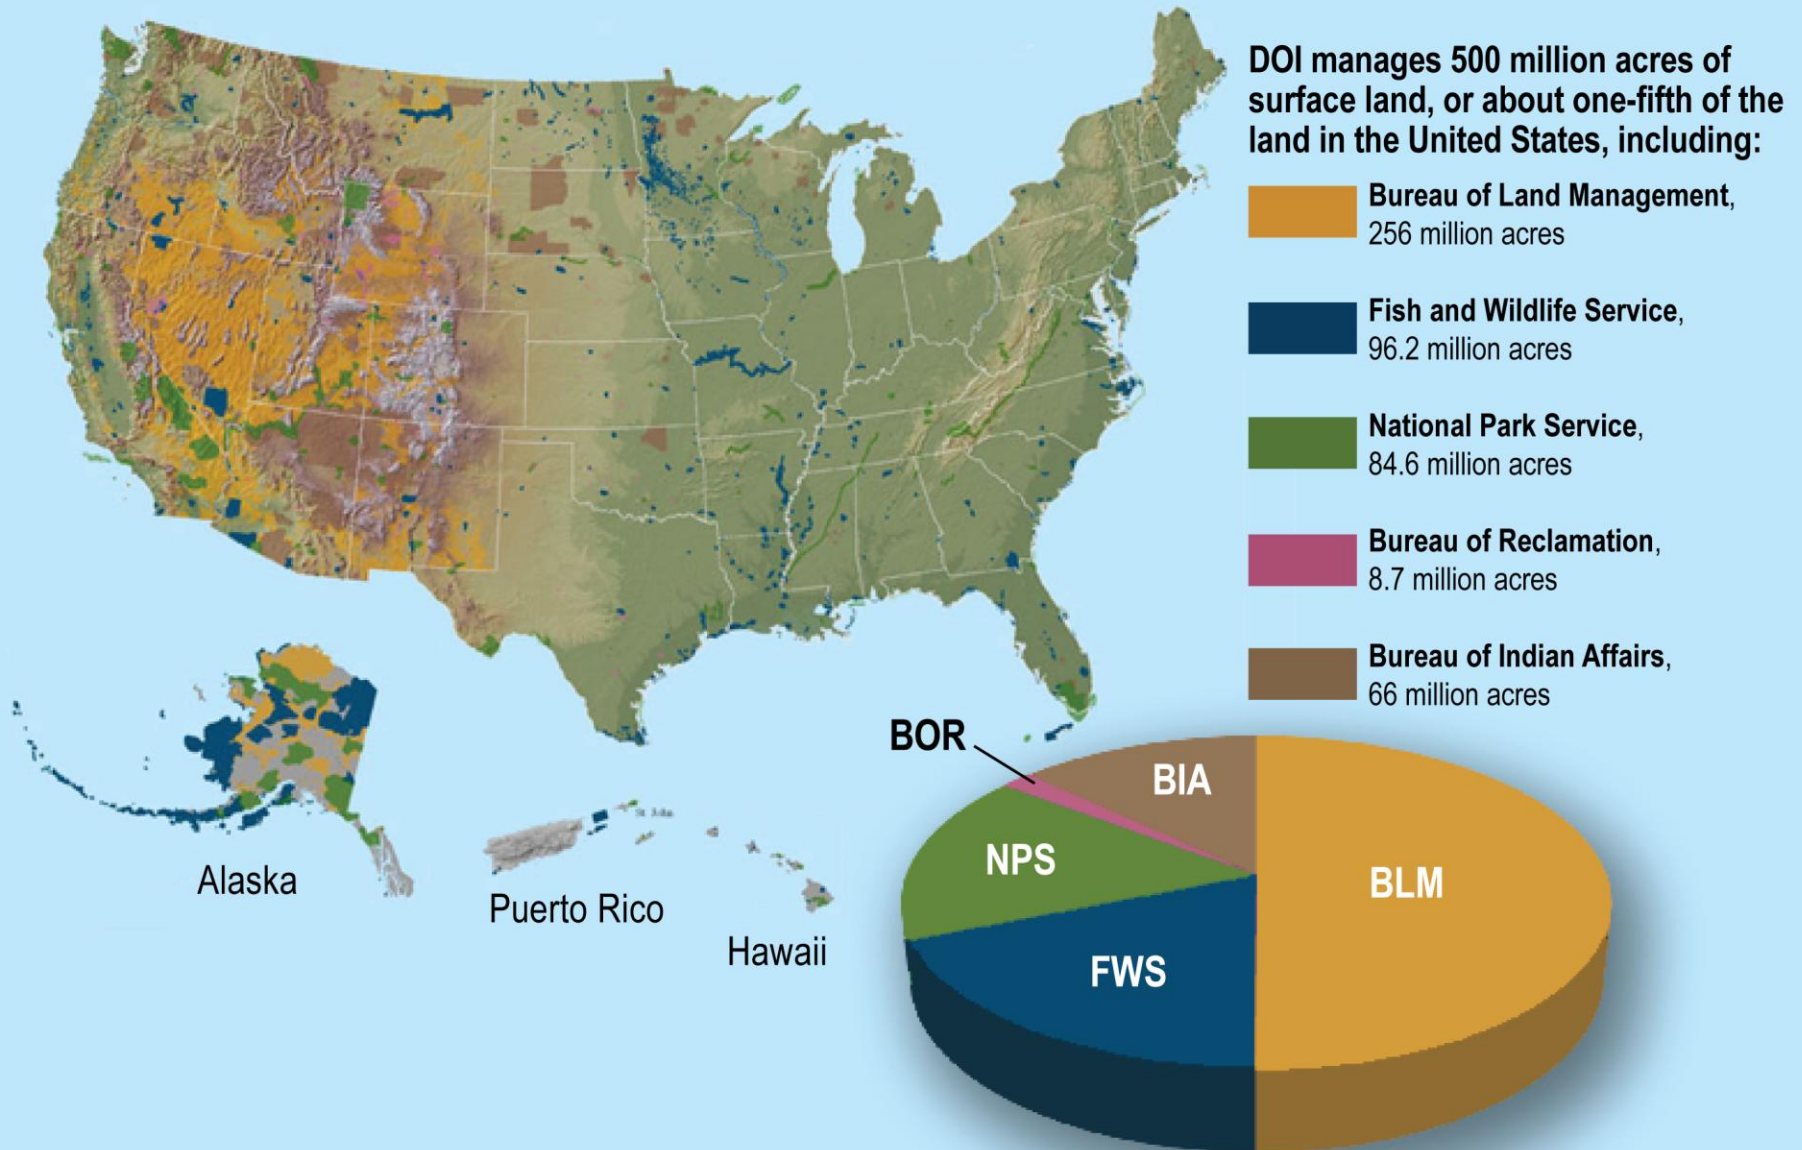 DOI manages 500 million acres of
surface land, or about one-fifth of the
land in the United States, including:
Bureau of Land Management,
256 million acres
Fish and Wildlife Service,
96.2 million acres
National Park Service,
84.6 million acres
Bureau of Reclamation,
8.7 million acres
Bureau of Indian Affairs,
66 million acres
BOR
BIA
NPS
BLM
FWS
St. John
Alaska
Puerto Rico
Hawaii